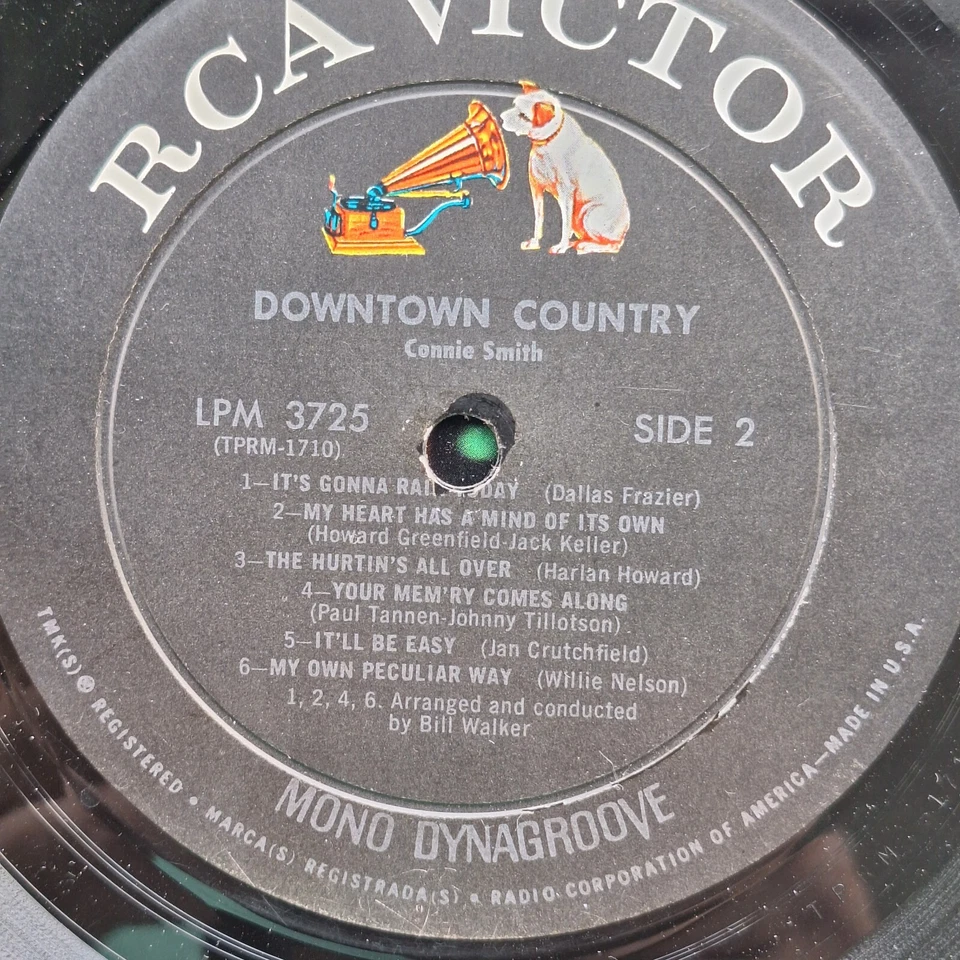 RCA VICTOR
DOWNTOWN COUNTRY
Connie Smith
LPM 3725
(TPRM-1710)
SIDE 2
1—IT'S GONNA RAI DAY (Dallas Frazier)
2—MY HEART HAS A MIND OF ITS OWN
(Howard Greenfield-Jack Keller)
3—THE HURTIN'S ALL OVER (Harlan Howard)
4—YOUR MEM'RY COMES ALONG
(Paul Tannen-Johnny Tillotson)
5—IT'LL BE EASY (Jan Crutchfield)
6—MY OWN PECULIAR WAY (Willie Nelson)
1, 2, 4, 6. Arranged and conducted
by Bill Walker
MONO DYNAGROOVE
TMK(S) ® REGISTERED • MARCA(S) REGISTRADA(S) • RADIO CORPORATION OF AMERICA—MADE IN U.S.A.